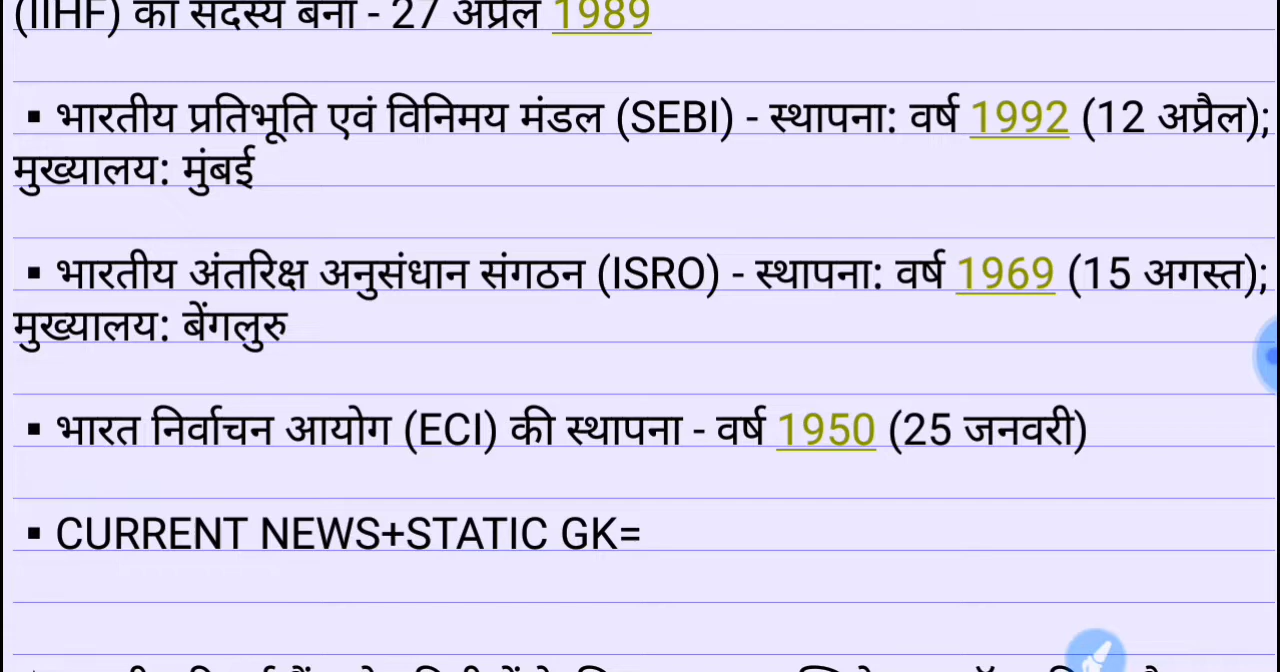 (IIHF) का सदस्य बना - 27 अप्रैल 1989
▪ भारतीय प्रतिभूति एवं विनिमय मंडल (SEBI) - स्थापना: वर्ष 1992 (12 अप्रैल);
मुख्यालय: मुंबई
▪ भारतीय अंतरिक्ष अनुसंधान संगठन (ISRO) - स्थापना: वर्ष 1969 (15 अगस्त);
मुख्यालय: बेंगलुरु
▪ भारत निर्वाचन आयोग (ECI) की स्थापना - वर्ष 1950 (25 जनवरी)
▪ CURRENT NEWS+STATIC GK=